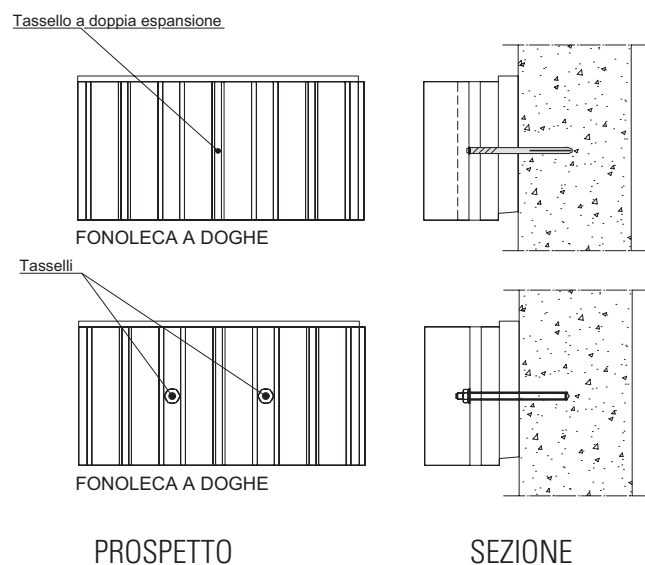 Tassello a doppia espansione
FONOLECA A DOGHE
Tasselli
FONOLECA A DOGHE
PROSPETTO
SEZIONE